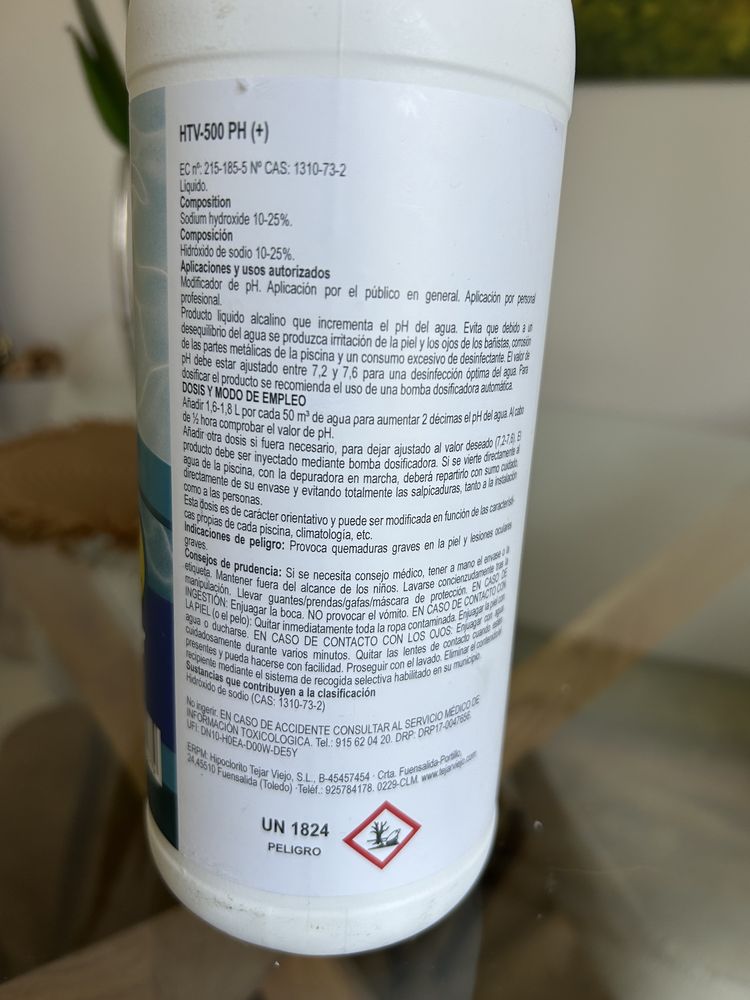 HTV-500 PH (+)
EC nº: 215-185-5 Nº CAS: 1310-73-2
Líquido.
Composition
Sodium hydroxide 10-25%.
Composición
Hidróxido de sodio 10-25%.
Aplicaciones y usos autorizados
Modificador de pH. Aplicación por el público en general. Aplicación por personal
profesional.
Producto líquido alcalino que incrementa el pH del agua. Evita que debido a un
desequilibrio del agua se produzca irritación de la piel y los ojos de los bañistas, corrosión
de las partes metálicas de la piscina y un consumo excesivo de desinfectante. El valor de
pH debe estar ajustado entre 7,2 y 7,6 para una desinfección óptima del agua. Para
dosificar el producto se recomienda el uso de una bomba dosificadora automática.
DOSIS Y MODO DE EMPLEO
Añadir 1,6-1,8 L por cada 50 m³ de agua para aumentar 2 décimas el pH del agua. Al cabo
de ½ hora comprobar el valor de pH.
Añadir otra dosis si fuera necesario, para dejar ajustado al valor deseado (7,2-7,6). El
producto debe ser inyectado mediante bomba dosificadora. Si se vierte directamente al
agua de la piscina, con la depuradora en marcha, deberá repartirlo con sumo cuidado,
directamente de su envase y evitando totalmente las salpicaduras, tanto a la instalación
como a las personas.
Esta dosis es de carácter orientativo y puede ser modificada en función de las característi-
cas propias de cada piscina, climatología, etc.
Indicaciones de peligro: Provoca quemaduras graves en la piel y lesiones oculares
graves.
Consejos de prudencia: Si se necesita consejo médico, tener a mano el envase o la
etiqueta. Mantener fuera del alcance de los niños. Lavarse concienzudamente tras la
manipulación. Llevar guantes/prendas/gafas/máscara de protección. EN CASO DE
INGESTIÓN: Enjuagar la boca. NO provocar el vómito. EN CASO DE CONTACTO CON
LA PIEL (o el pelo): Quitar inmediatamente toda la ropa contaminada. Enjuagar la piel con
agua o ducharse. EN CASO DE CONTACTO CON LOS OJOS: Enjuagar con agua
cuidadosamente durante varios minutos. Quitar las lentes de contacto cuando estén
presentes y pueda hacerse con facilidad. Proseguir con el lavado. Eliminar el contenido/el
recipiente mediante el sistema de recogida selectiva habilitado en su municipio.
Sustancias que contribuyen a la clasificación
Hidróxido de sodio (CAS: 1310-73-2)
No ingerir. EN CASO DE ACCIDENTE CONSULTAR AL SERVICIO MÉDICO DE
INFORMACIÓN TOXICOLOGICA. Tel.: 915 62 04 20. DRP: DRP17-0047656.
UFI: DN10-H0EA-D00W-DE5Y
ERPM: Hipoclorito Tejar Viejo, S.L., B-45457454 · Crta. Fuensalida-Portillo,
24,45510 Fuensalida (Toledo) ·Teléf.: 925784178. 0229-CLM. www.tejarviejo.com
UN 1824
PELIGRO